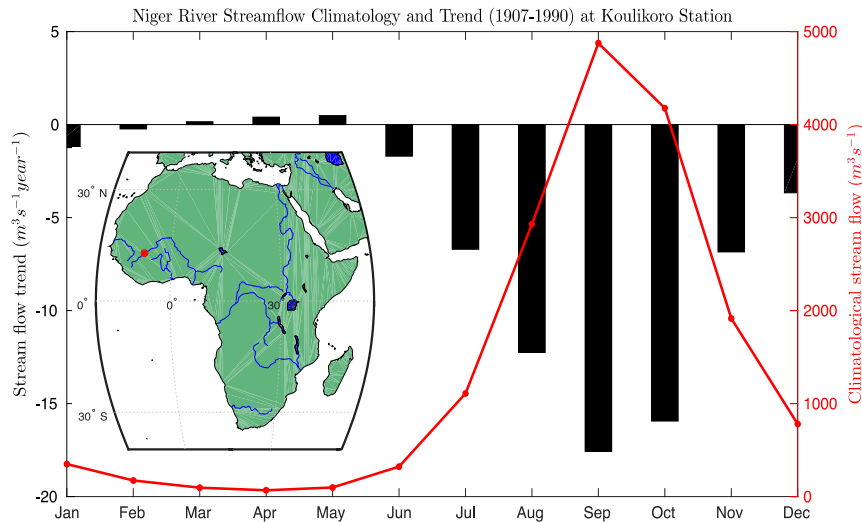 Niger River Streamflow Climatology and Trend (1907-1990) at Koulikoro Station
5
0
-5
-10
-15
-20
Stream flow trend (m³s⁻¹year⁻¹)
5000
4000
3000
2000
1000
0
Climatological stream flow (m³s⁻¹)
30° N
0°
0°
30
30° S
Jan Feb Mar Apr May Jun Jul Aug Sep Oct Nov Dec